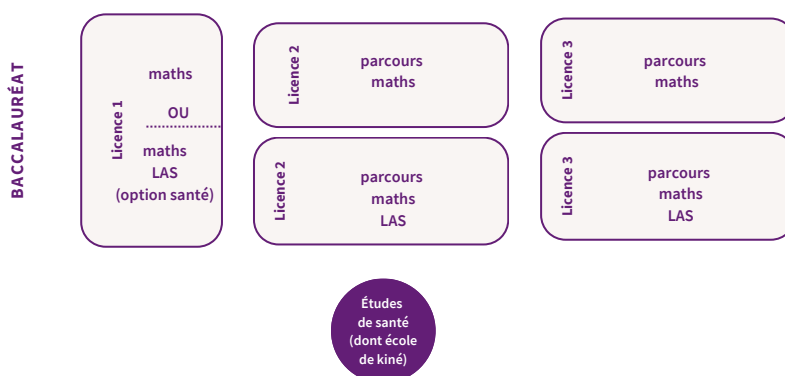 BACCALAURÉAT
Licence 1
maths
OU
maths
LAS
(option santé)
Licence 2
parcours
maths
Licence 2
parcours
maths
LAS
Licence 3
parcours
maths
Licence 3
parcours
maths
LAS
Études
de santé
(dont école
de kiné)